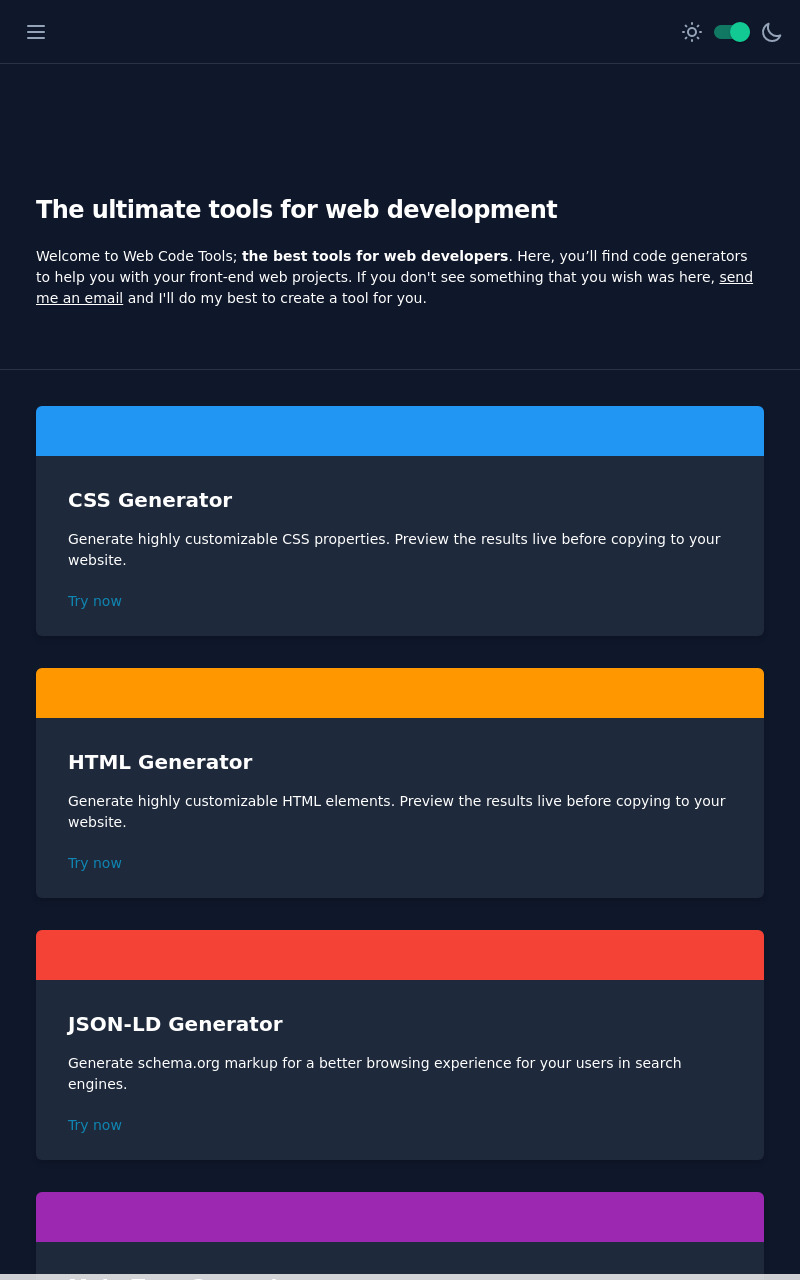 The ultimate tools for web development
Welcome to Web Code Tools; the best tools for web developers. Here, you’ll find code generators
to help you with your front-end web projects. If you don't see something that you wish was here, send
me an email and I'll do my best to create a tool for you.
CSS Generator
Generate highly customizable CSS properties. Preview the results live before copying to your
website.
Try now
HTML Generator
Generate highly customizable HTML elements. Preview the results live before copying to your
website.
Try now
JSON-LD Generator
Generate schema.org markup for a better browsing experience for your users in search
engines.
Try now